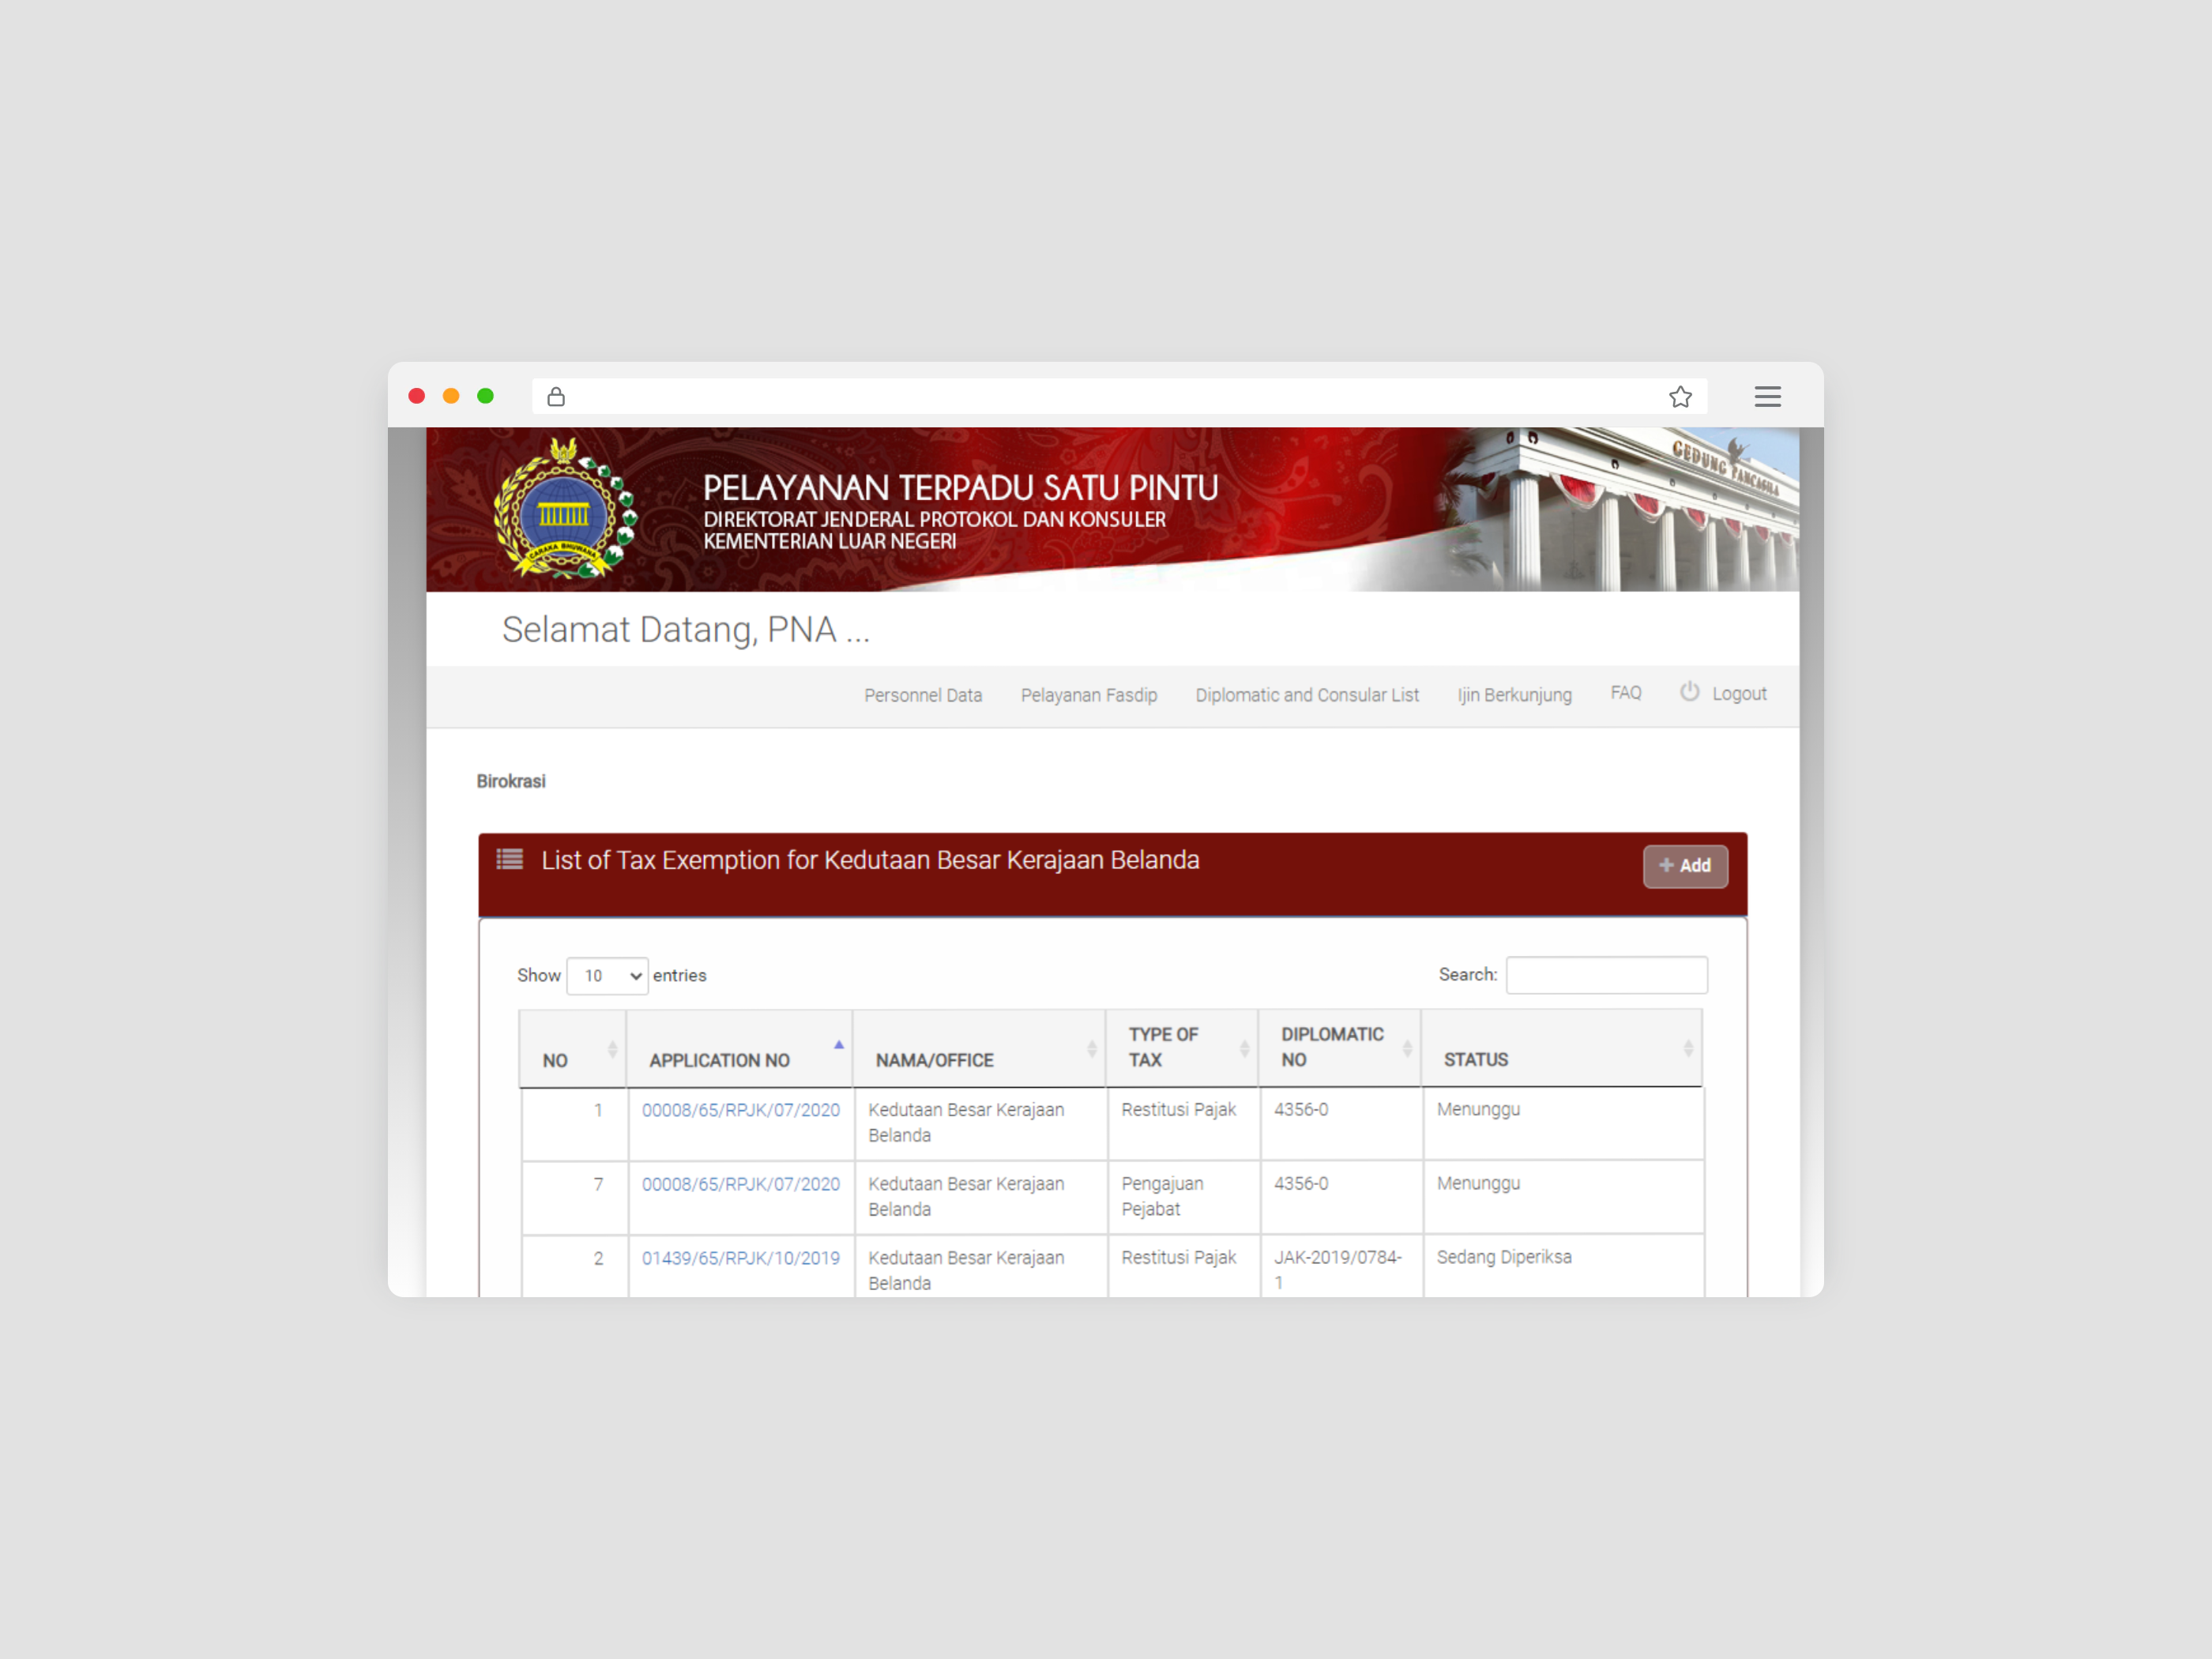 CARAKA BHUWANA
PELAYANAN TERPADU SATU PINTU
DIREKTORAT JENDERAL PROTOKOL DAN KONSULER
KEMENTERIAN LUAR NEGERI
GEDUNG PANCASILA
Selamat Datang, PNA ...
Personnel Data Pelayanan Fasdip Diplomatic and Consular List Ijin Berkunjung FAQ Logout
Birokrasi
List of Tax Exemption for Kedutaan Besar Kerajaan Belanda
+ Add
Show 10 entries
Search:
NO
APPLICATION NO
NAMA/OFFICE
TYPE OF
TAX
DIPLOMATIC
NO
STATUS
1
00008/65/RPJK/07/2020
Kedutaan Besar Kerajaan
Belanda
Restitusi Pajak
4356-0
Menunggu
7
00008/65/RPJK/07/2020
Kedutaan Besar Kerajaan
Belanda
Pengajuan
Pejabat
4356-0
Menunggu
2
01439/65/RPJK/10/2019
Kedutaan Besar Kerajaan
Belanda
Restitusi Pajak
JAK-2019/0784-
1
Sedang Diperiksa